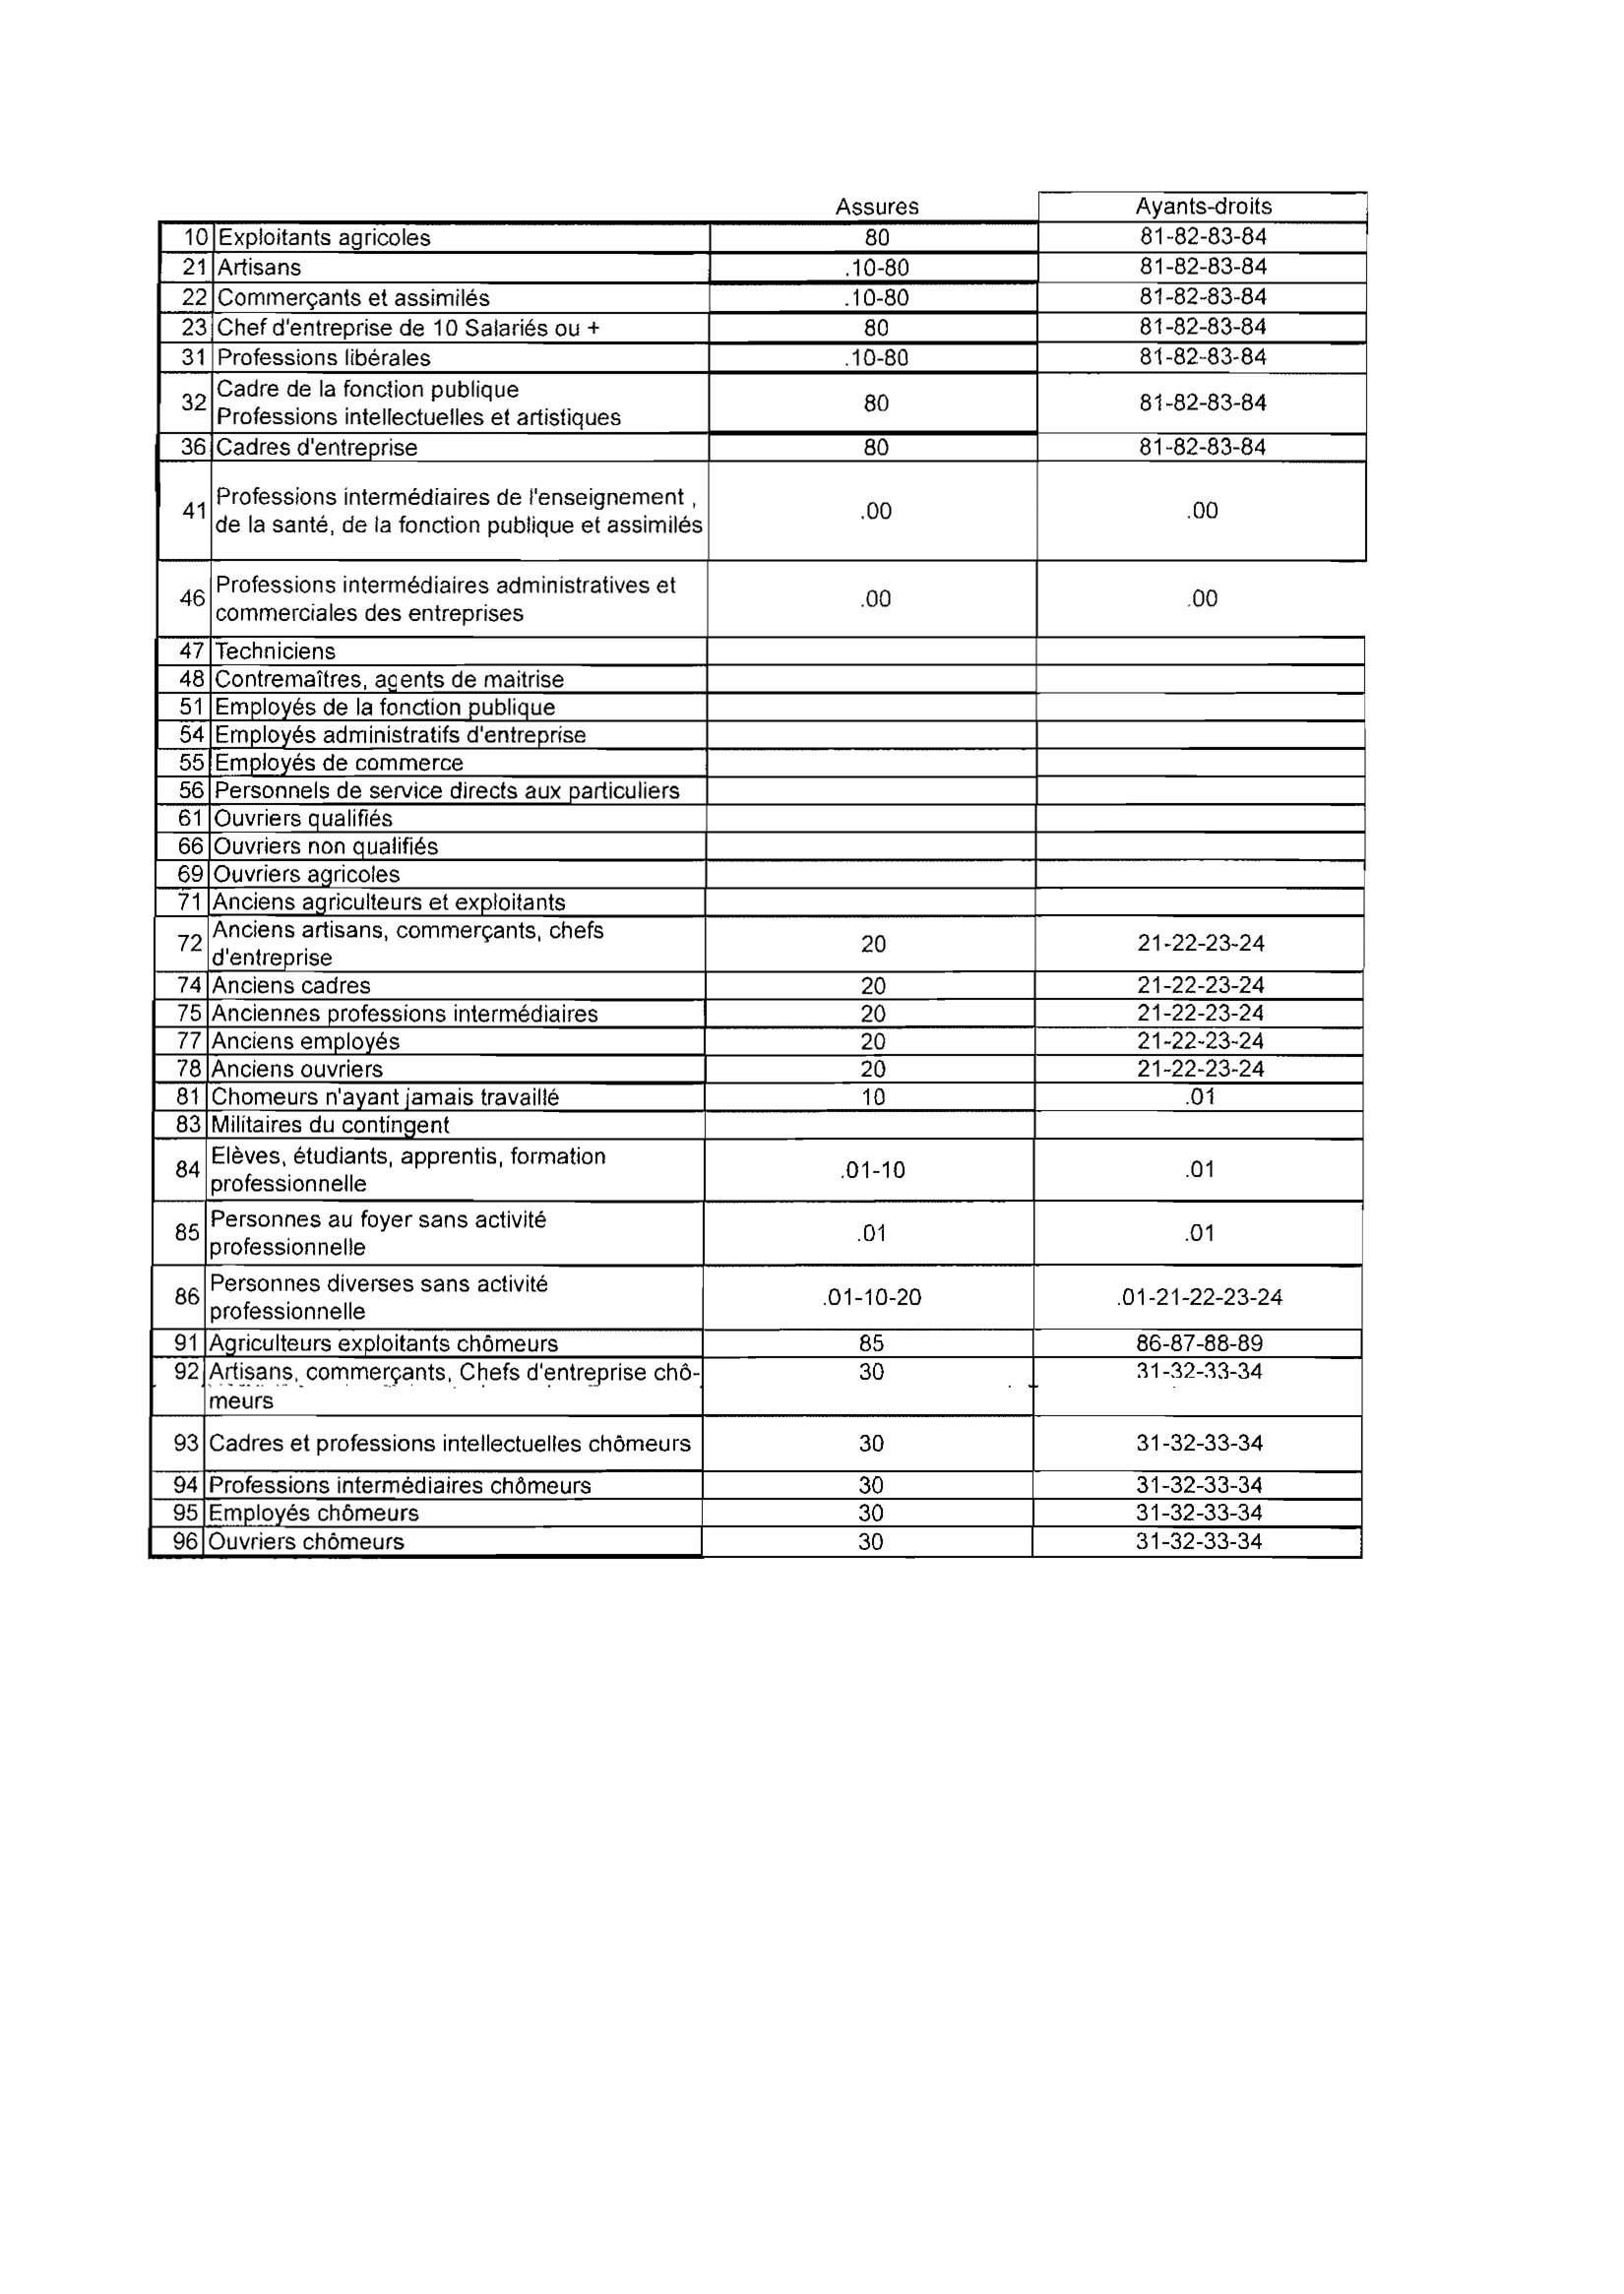 Assures Ayants-droits
10 Exploitants agricoles 80 81-82-83-84
21 Artisans .10-80 81-82-83-84
22 Commerçants et assimilés .10-80 81-82-83-84
23 Chef d'entreprise de 10 Salariés ou + 80 81-82-83-84
31 Professions libérales .10-80 81-82-83-84
Cadre de la fonction publique
32 80 81-82-83-84
Professions intellectuelles et artistiques
36 Cadres d'entreprise 80 81-82-83-84
Professions intermédiaires de l'enseignement ,
41 .00 .00
de la santé, de la fonction publique et assimilés
Professions intermédiaires administratives et
46 .00 .00
commerciales des entreprises
47 Techniciens
48 Contremaîtres, agents de maitrise
51 Employés de la fonction publique
54 Employés administratifs d'entreprise
55 Employés de commerce
56 Personnels de service directs aux particuliers
61 Ouvriers qualifiés
66 Ouvriers non qualifiés
69 Ouvriers agricoles
71 Anciens agriculteurs et exploitants
Anciens artisans, commerçants, chefs
72 20 21-22-23-24
d'entreprise
74 Anciens cadres 20 21-22-23-24
75 Anciennes professions intermédiaires 20 21-22-23-24
77 Anciens employés 20 21-22-23-24
78 Anciens ouvriers 20 21-22-23-24
81 Chomeurs n'ayant jamais travaillé 10 .01
83 Militaires du contingent
Elèves, étudiants, apprentis, formation
84 .01-10 .01
professionnelle
Personnes au foyer sans activité
85 .01 .01
professionnelle
Personnes diverses sans activité
86 .01-10-20 .01-21-22-23-24
professionnelle
91 Agriculteurs exploitants chômeurs 85 86-87-88-89
92 Artisans, commerçants, Chefs d'entreprise chô- 30 31-32-33-34
meurs
93 Cadres et professions intellectuelles chômeurs 30 31-32-33-34
94 Professions intermédiaires chômeurs 30 31-32-33-34
95 Employés chômeurs 30 31-32-33-34
96 Ouvriers chômeurs 30 31-32-33-34